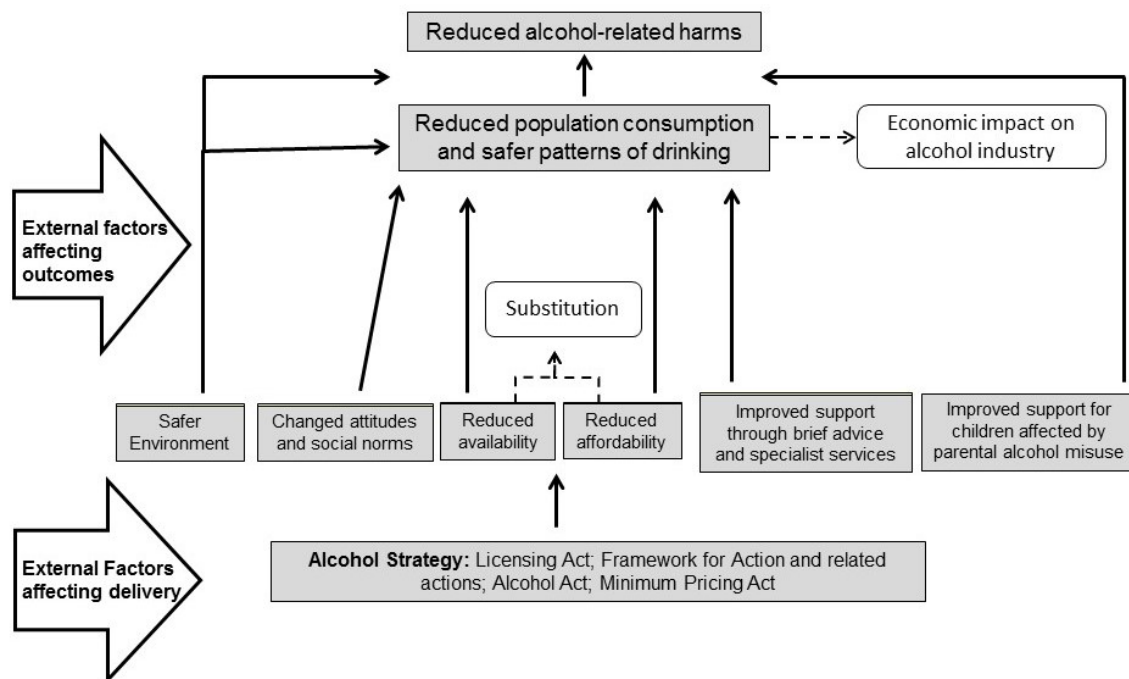 Reduced alcohol-related harms
Reduced population consumption
and safer patterns of drinking
Economic impact on
alcohol industry
External factors
affecting
outcomes
Substitution
Safer
Environment
Changed attitudes
and social norms
Reduced
availability
Reduced
affordability
Improved support
through brief advice
and specialist services
Improved support for
children affected by
parental alcohol misuse
External Factors
affecting delivery
Alcohol Strategy: Licensing Act; Framework for Action and related
actions; Alcohol Act; Minimum Pricing Act